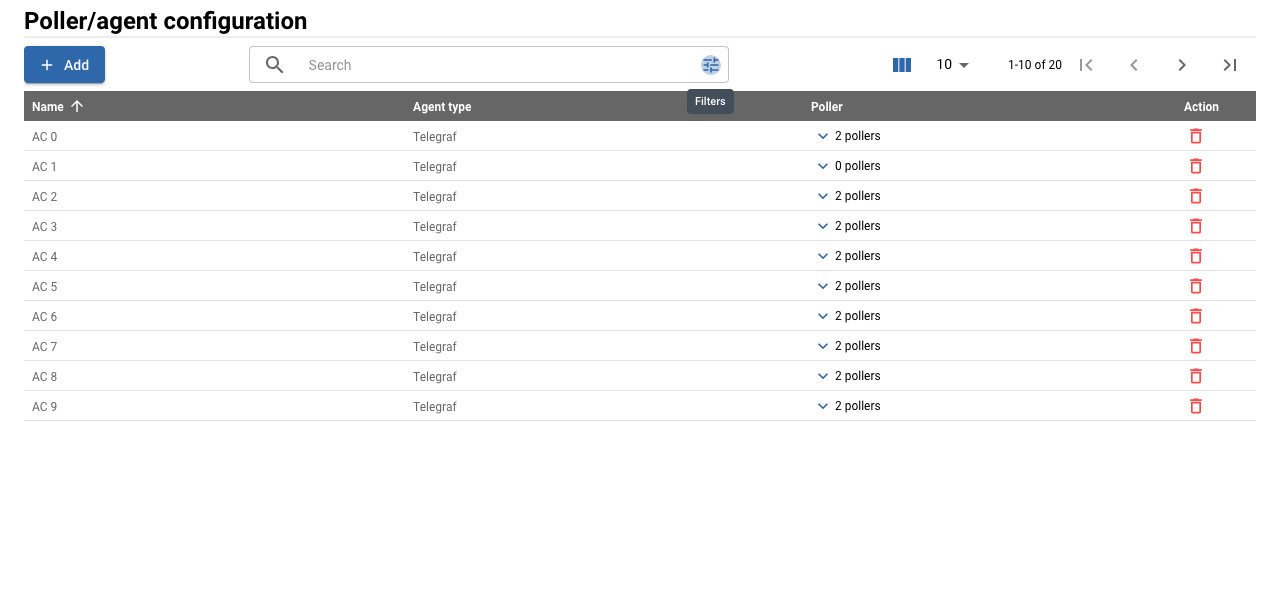 Poller/agent configuration
Add
Search
10
1-10 of 20
Filters
Name Agent type Poller Action
AC 0 Telegraf 2 pollers
AC 1 Telegraf 0 pollers
AC 2 Telegraf 2 pollers
AC 3 Telegraf 2 pollers
AC 4 Telegraf 2 pollers
AC 5 Telegraf 2 pollers
AC 6 Telegraf 2 pollers
AC 7 Telegraf 2 pollers
AC 8 Telegraf 2 pollers
AC 9 Telegraf 2 pollers